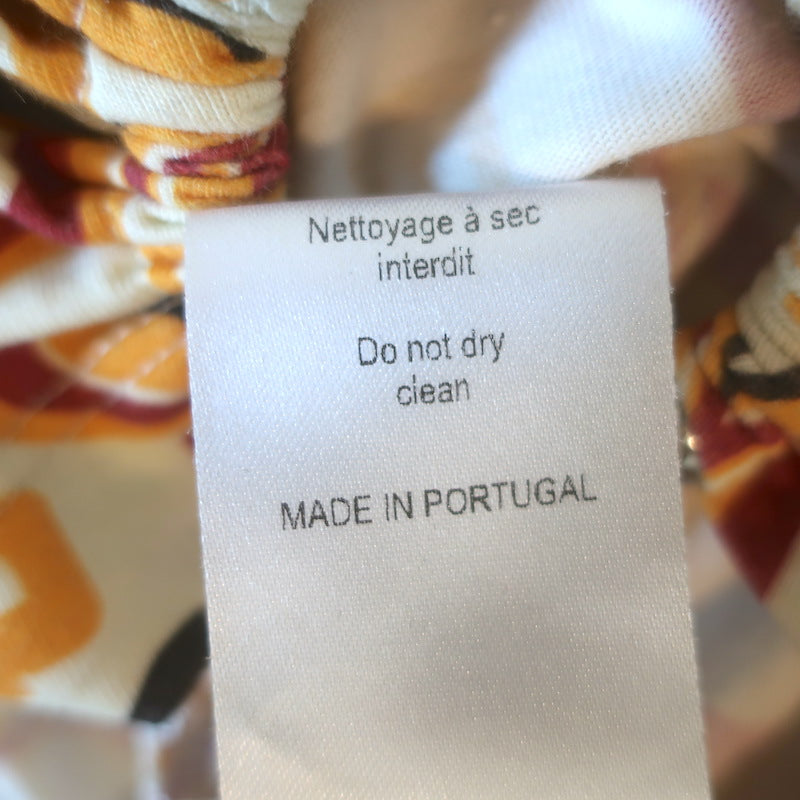 Nettoyage à sec
interdit
Do not dry
clean
MADE IN PORTUGAL